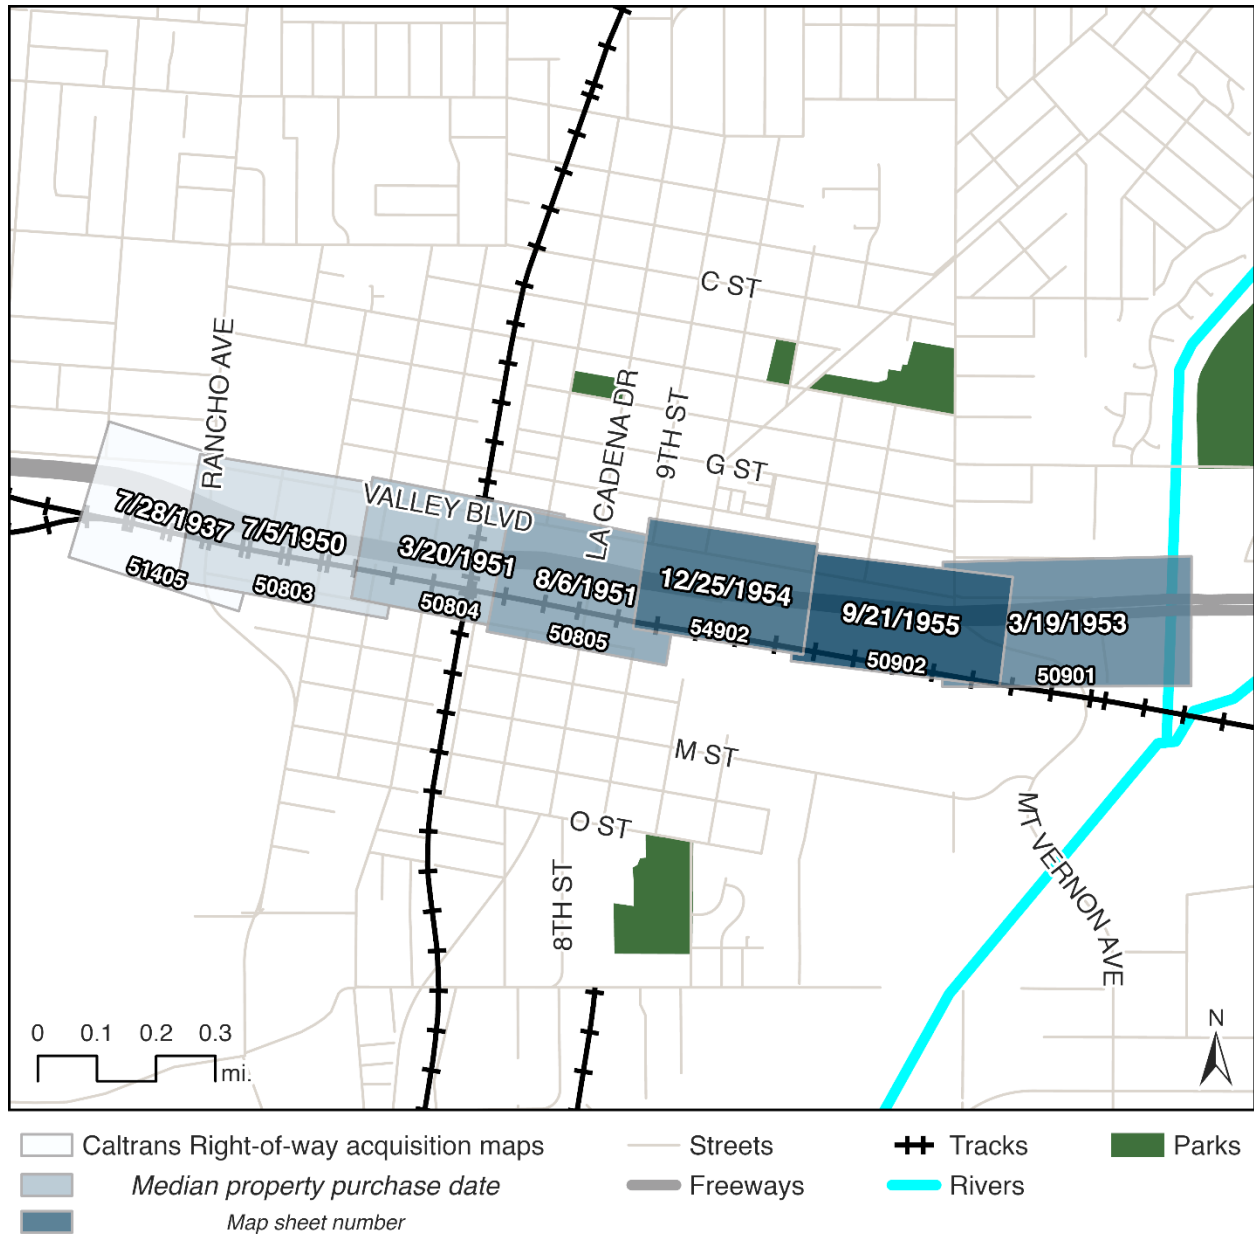 C ST
RANCHO AVE
LA CADENA DR
9TH ST
G ST
VALLEY BLVD
7/28/1937
7/5/1950
3/20/1951
8/6/1951
12/25/1954
9/21/1955
3/19/1953
51405
50803
50804
50805
54902
50902
50901
M ST
O ST
8TH ST
MT VERNON AVE
0 0.1 0.2 0.3
mi.
N
Caltrans Right-of-way acquisition maps
Median property purchase date
Map sheet number
Streets
Freeways
Tracks
Rivers
Parks